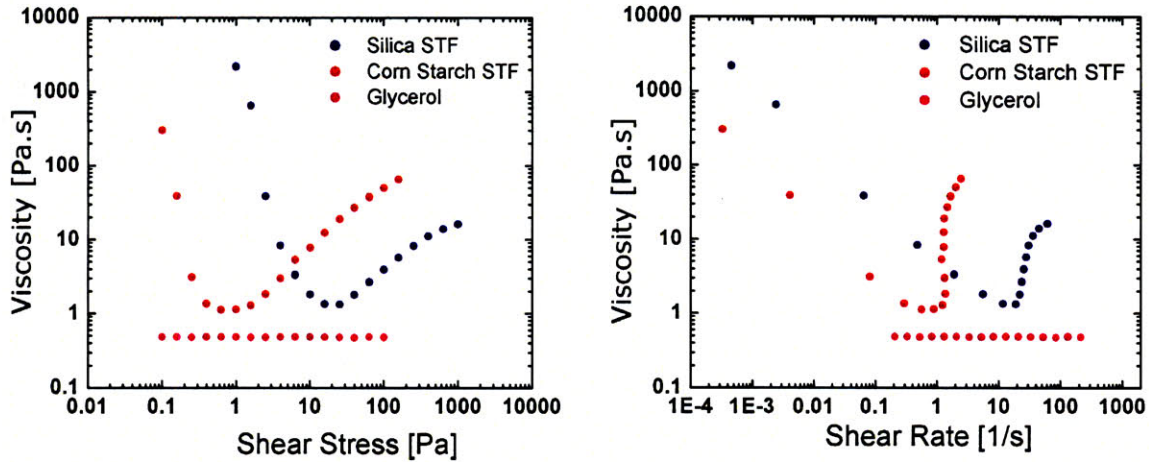 10000
1000
100
10
1
0.1
Viscosity [Pa.s]
Silica STF
Corn Starch STF
Glycerol
0.01 0.1 1 10 100 1000 10000
Shear Stress [Pa]
10000
1000
100
10
1
0.1
Viscosity [Pa.s]
Silica STF
Corn Starch STF
Glycerol
1E-4 1E-3 0.01 0.1 1 10 100
Shear Rate [1/s]